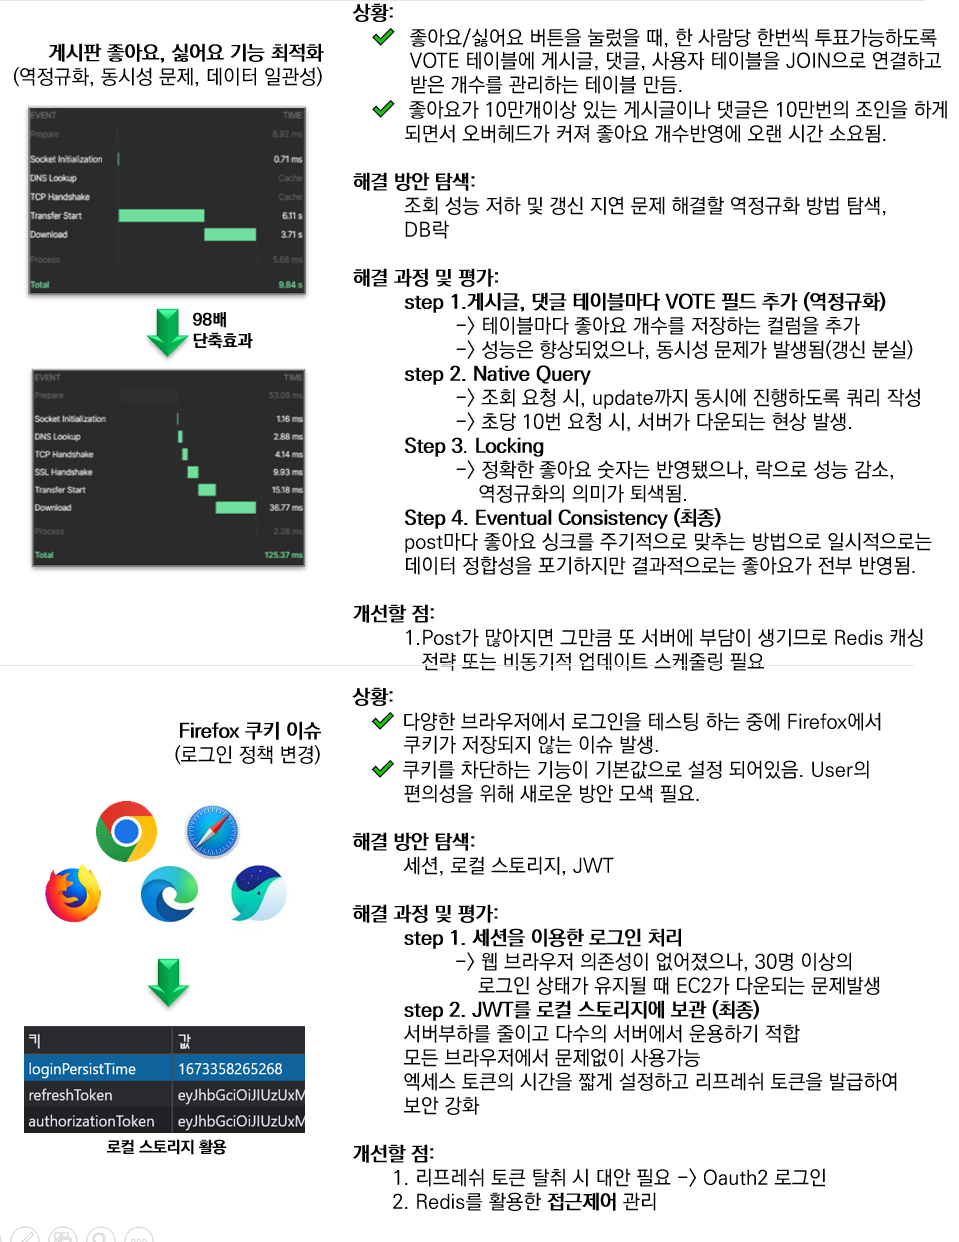 게시판 좋아요, 싫어요 기능 최적화
(역정규화, 동시성 문제, 데이터 일관성)
EVENT TIME
Prepare 8.92 ms
Socket Initialization 0.71 ms
DNS Lookup Cache
TCP Handshake Cache
Transfer Start 6.11 s
Download 3.71 s
Process 5.68 ms
Total 9.84 s
98배
단축효과
EVENT TIME
Prepare 53.08 ms
Socket Initialization 1.16 ms
DNS Lookup 2.88 ms
TCP Handshake 4.14 ms
SSL Handshake 9.93 ms
Transfer Start 15.18 ms
Download 36.77 ms
Process 2.28 ms
Total 125.37 ms
상황:
좋아요/싫어요 버튼을 눌렀을 때, 한 사람당 한번씩 투표가능하도록
VOTE 테이블에 게시글, 댓글, 사용자 테이블을 JOIN으로 연결하고
받은 개수를 관리하는 테이블 만듬.
좋아요가 10만개이상 있는 게시글이나 댓글은 10만번의 조인을 하게
되면서 오버헤드가 커져 좋아요 개수반영에 오랜 시간 소요됨.
해결 방안 탐색:
조회 성능 저하 및 갱신 지연 문제 해결할 역정규화 방법 탐색,
DB락
해결 과정 및 평가:
step 1.게시글, 댓글 테이블마다 VOTE 필드 추가 (역정규화)
-> 테이블마다 좋아요 개수를 저장하는 컬럼을 추가
-> 성능은 향상되었으나, 동시성 문제가 발생됨(갱신 분실)
step 2. Native Query
-> 조회 요청 시, update까지 동시에 진행하도록 쿼리 작성
-> 초당 10번 요청 시, 서버가 다운되는 현상 발생.
Step 3. Locking
-> 정확한 좋아요 숫자는 반영됐으나, 락으로 성능 감소,
역정규화의 의미가 퇴색됨.
Step 4. Eventual Consistency (최종)
post마다 좋아요 싱크를 주기적으로 맞추는 방법으로 일시적으로는
데이터 정합성을 포기하지만 결과적으로는 좋아요가 전부 반영됨.
개선할 점:
1.Post가 많아지면 그만큼 또 서버에 부담이 생기므로 Redis 캐싱
전략 또는 비동기적 업데이트 스케줄링 필요
Firefox 쿠키 이슈
(로그인 정책 변경)
키 값
loginPersistTime 1673358265268
refreshToken eyJhbGciOiJIUzUxM
authorizationToken eyJhbGciOiJIUzUxM
로컬 스토리지 활용
상황:
다양한 브라우저에서 로그인을 테스팅 하는 중에 Firefox에서
쿠키가 저장되지 않는 이슈 발생.
쿠키를 차단하는 기능이 기본값으로 설정 되어있음. User의
편의성을 위해 새로운 방안 모색 필요.
해결 방안 탐색:
세션, 로컬 스토리지, JWT
해결 과정 및 평가:
step 1. 세션을 이용한 로그인 처리
-> 웹 브라우저 의존성이 없어졌으나, 30명 이상의
로그인 상태가 유지될 때 EC2가 다운되는 문제발생
step 2. JWT를 로컬 스토리지에 보관 (최종)
서버부하를 줄이고 다수의 서버에서 운용하기 적합
모든 브라우저에서 문제없이 사용가능
엑세스 토큰의 시간을 짧게 설정하고 리프레쉬 토큰을 발급하여
보안 강화
개선할 점:
1. 리프레쉬 토큰 탈취 시 대안 필요 -> Oauth2 로그인
2. Redis를 활용한 접근제어 관리